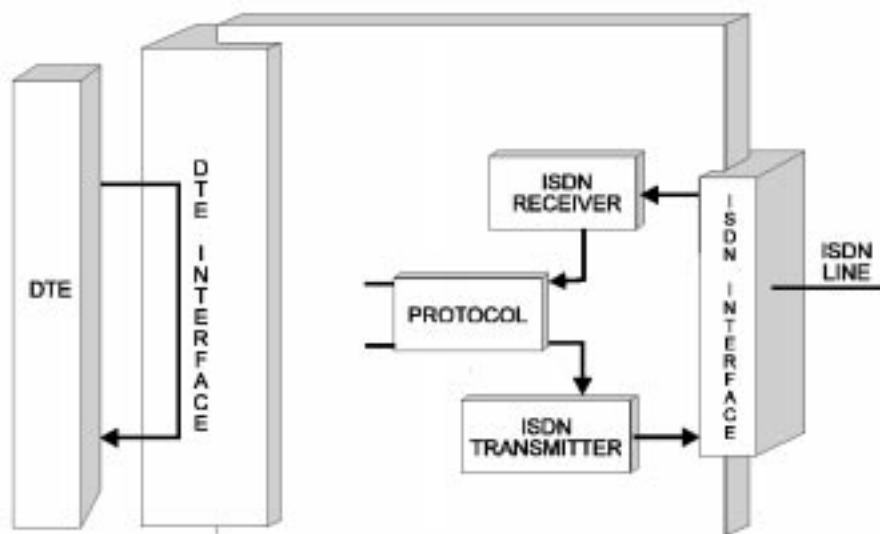 DTE
DTE INTERFACE
ISDN
RECEIVER
PROTOCOL
ISDN
TRANSMITTER
ISDN INTERFACE
ISDN
LINE